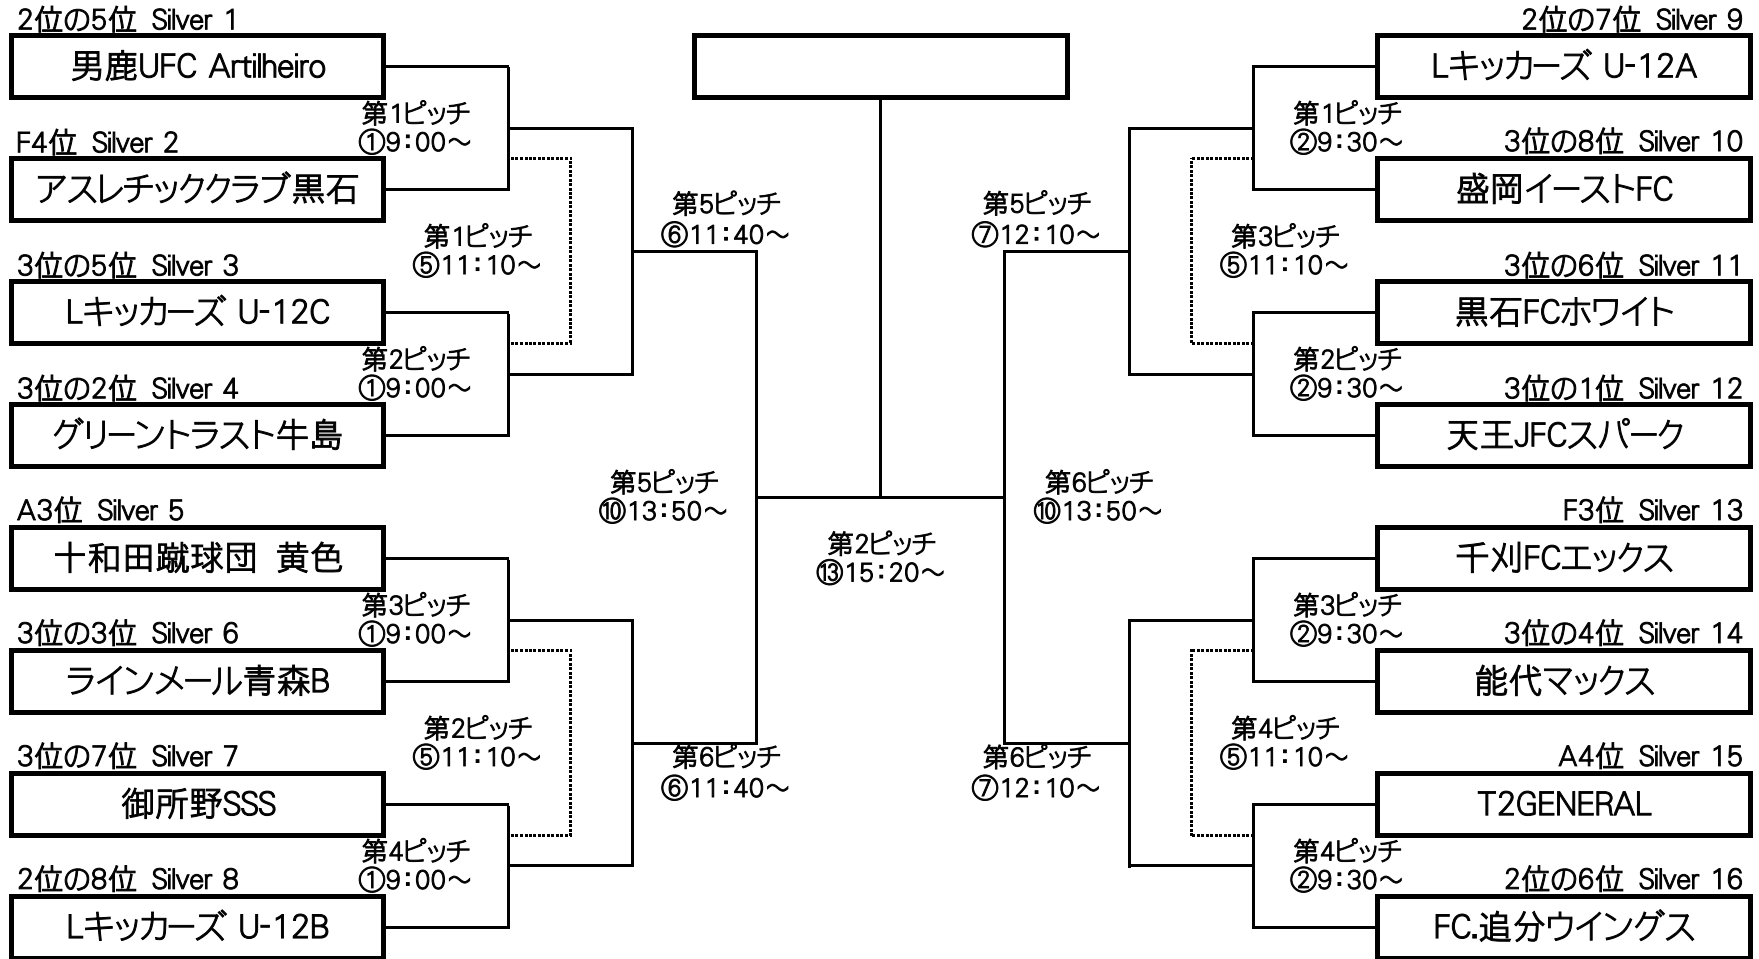 2位の5位 Silver 1
男鹿UFC Artilheiro
第1ピッチ
①9:00～
F4位 Silver 2
アスレチッククラブ黒石
第1ピッチ
⑤11:10～
3位の5位 Silver 3
Lキッカーズ U-12C
第2ピッチ
①9:00～
3位の2位 Silver 4
グリーントラスト牛島
第5ピッチ
⑥11:40～
第5ピッチ
⑩13:50～
A3位 Silver 5
十和田蹴球団 黄色
第3ピッチ
①9:00～
3位の3位 Silver 6
ラインメール青森B
第2ピッチ
⑤11:10～
3位の7位 Silver 7
御所野SSS
第4ピッチ
①9:00～
2位の8位 Silver 8
Lキッカーズ U-12B
第6ピッチ
⑥11:40～
第2ピッチ
⑬15:20～
2位の7位 Silver 9
Lキッカーズ U-12A
第1ピッチ
②9:30～
3位の8位 Silver 10
盛岡イーストFC
第5ピッチ
⑦12:10～
第3ピッチ
⑤11:10～
3位の6位 Silver 11
黒石FCホワイト
第2ピッチ
②9:30～
3位の1位 Silver 12
天王JFCスパーク
第6ピッチ
⑩13:50～
F3位 Silver 13
千刈FCエックス
第3ピッチ
②9:30～
3位の4位 Silver 14
能代マックス
第6ピッチ
⑦12:10～
第4ピッチ
⑤11:10～
A4位 Silver 15
T2GENERAL
第4ピッチ
②9:30～
2位の6位 Silver 16
FC.追分ウイングス